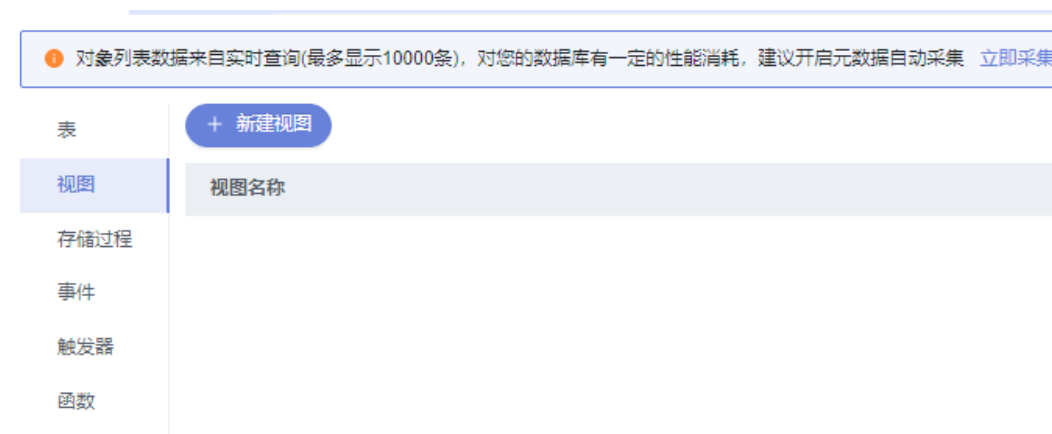 对象列表数据来自实时查询(最多显示10000条)，对您的数据库有一定的性能消耗，建议开启元数据自动采集 立即采集
表
+ 新建视图
视图
视图名称
存储过程
事件
触发器
函数